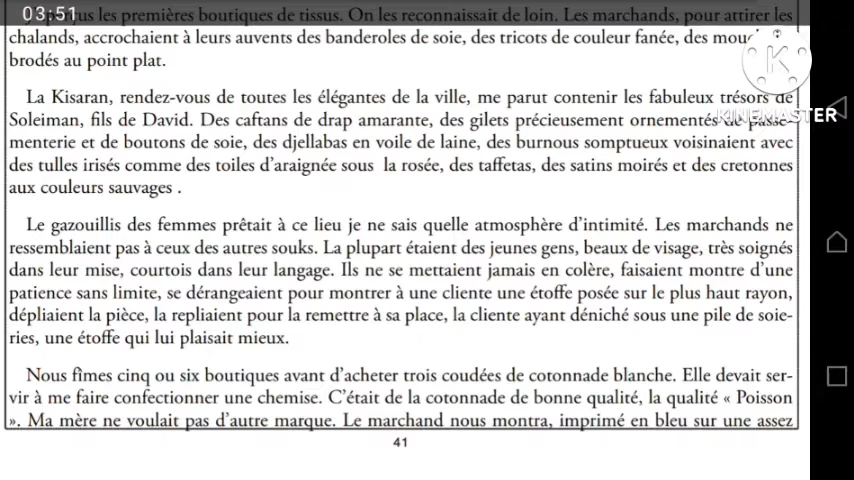 03:51
les premières boutiques de tissus. On les reconnaissait de loin. Les marchands, pour attirer les
chalands, accrochaient à leurs auvents des banderoles de soie, des tricots de couleur fanée, des
brodés au point plat.
La Kisaran, rendez-vous de toutes les élégantes de la ville, me parut contenir les fabuleux trésors de
Soleiman, fils de David. Des caftans de drap amarante, des gilets précieusement ornementés de passe-
menterie et de boutons de soie, des djellabas en voile de laine, des burnous somptueux voisinaient avec
des tulles irisés comme des toiles d'araignée sous la rosée, des taffetas, des satins moirés et des cretonnes
aux couleurs sauvages .
Le gazouillis des femmes prêtait à ce lieu je ne sais quelle atmosphère d'intimité. Les marchands ne
ressemblaient pas à ceux des autres souks. La plupart étaient des jeunes gens, beaux de visage, très soignés
dans leur mise, courtois dans leur langage. Ils ne se mettaient jamais en colère, faisaient montre d'une
patience sans limite, se dérangeaient pour montrer à une cliente une étoffe posée sur le plus haut rayon,
dépliaient la pièce, la repliaient pour la remettre à sa place, la cliente ayant déniché sous une pile de soie-
ries, une étoffe qui lui plaisait mieux.
Nous fîmes cinq ou six boutiques avant d'acheter trois coudées de cotonnade blanche. Elle devait ser-
vir à me faire confectionner une chemise. C'était de la cotonnade de bonne qualité, la qualité « Poisson
». Ma mère ne voulait pas d'autre marque. Le marchand nous montra, imprimé en bleu sur une assez
41
K
KINEMASTER